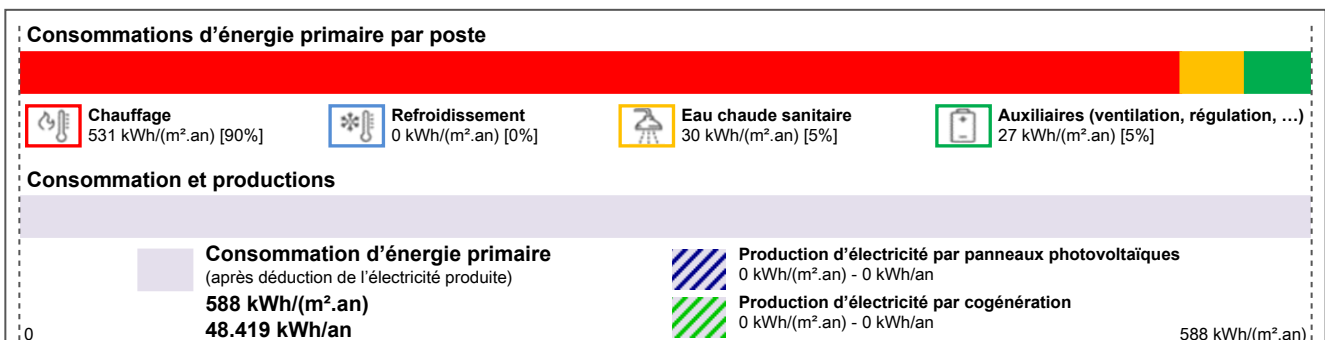 Consommations d'énergie primaire par poste
Chauffage
531 kWh/(m².an) [90%]
Refroidissement
0 kWh/(m².an) [0%]
Eau chaude sanitaire
30 kWh/(m².an) [5%]
Auxiliaires (ventilation, régulation, …)
27 kWh/(m².an) [5%]
Consommation et productions
Consommation d'énergie primaire
(après déduction de l'électricité produite)
588 kWh/(m².an)
48.419 kWh/an
Production d'électricité par panneaux photovoltaïques
0 kWh/(m².an) - 0 kWh/an
Production d'électricité par cogénération
0 kWh/(m².an) - 0 kWh/an
0
588 kWh/(m².an)